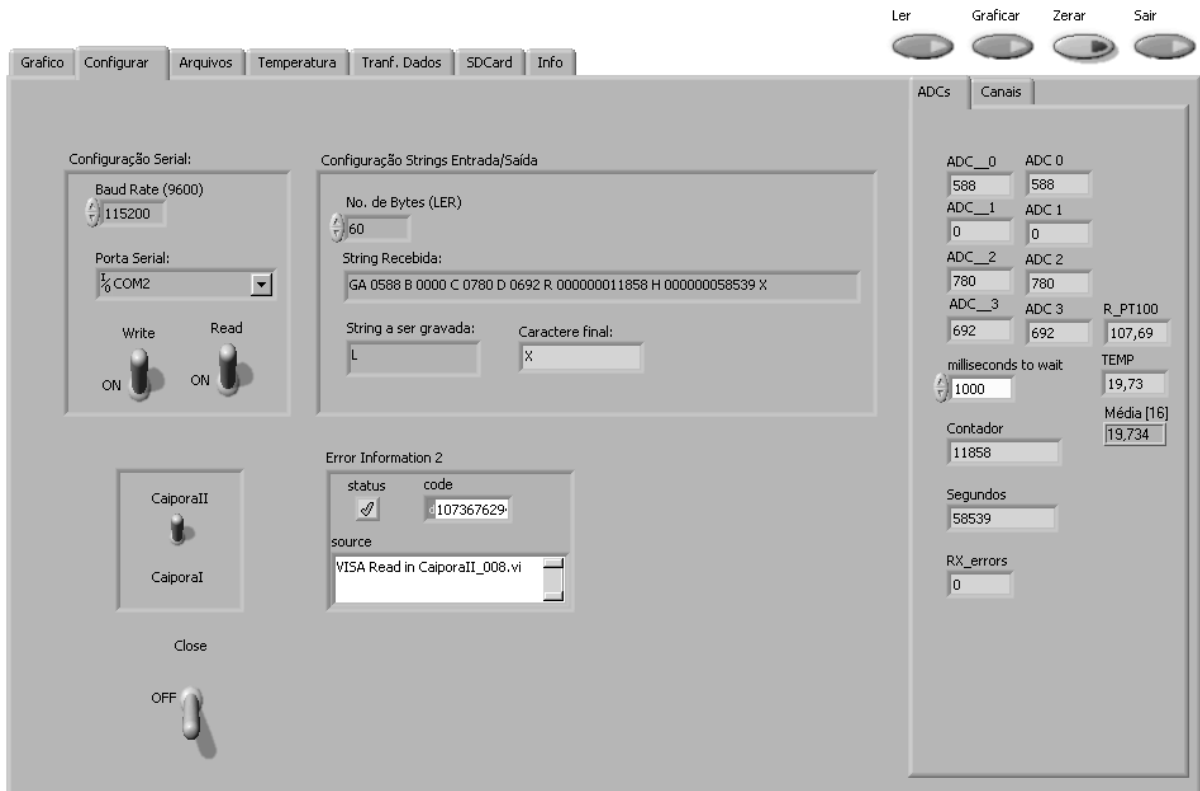 Ler Graficar Zerar Sair
Grafico Configurar Arquivos Temperatura Tranf. Dados SDCard Info
Configuração Serial:
Baud Rate (9600)
115200
Porta Serial:
COM2
Write Read
ON ON
Configuração Strings Entrada/Saída
No. de Bytes (LER)
60
String Recebida:
GA 0588 B 0000 C 0780 D 0692 R 000000011858 H 000000058539 X
String a ser gravada: Caractere final:
L X
CaiporaII
CaiporaI
Close
OFF
Error Information 2
status code
107367629
source
VISA Read in CaiporaII_008.vi
ADCs Canais
ADC__0 ADC 0
588 588
ADC__1 ADC 1
0 0
ADC__2 ADC 2
780 780
ADC__3 ADC 3 R_PT100
692 692 107,69
milliseconds to wait TEMP
1000 19,73
Média [16]
19,734
Contador
11858
Segundos
58539
RX_errors
0